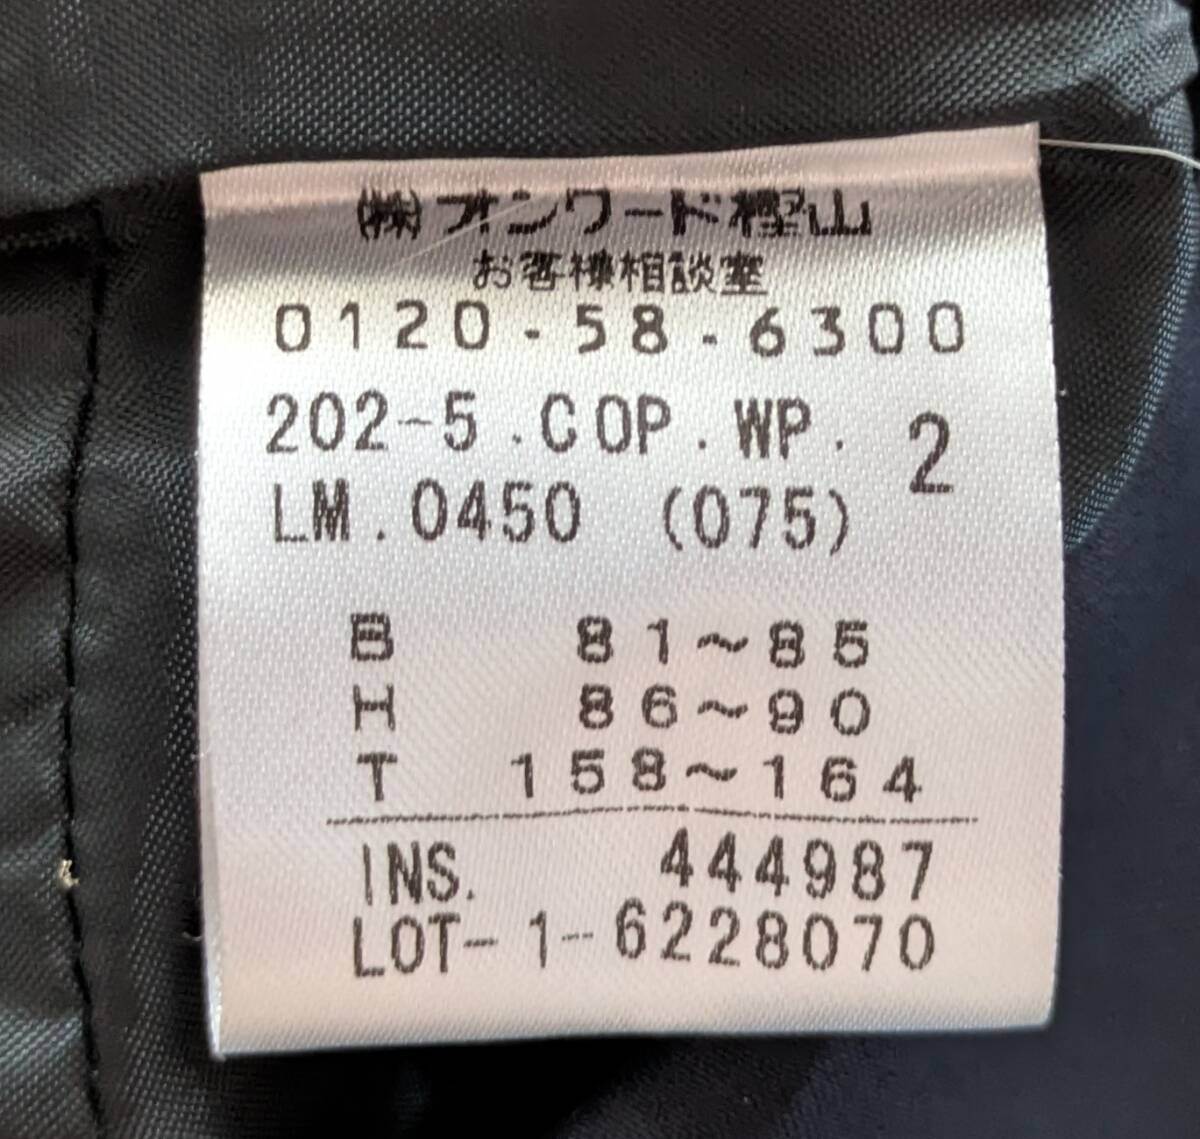 (株)オンワード樫山
お客様相談室
0120-58-6300
202-5.COP.WP. 2
LM.0450 (075)
B 81~85
H 86~90
T 158~164
INS. 444987
LOT-1-6228070